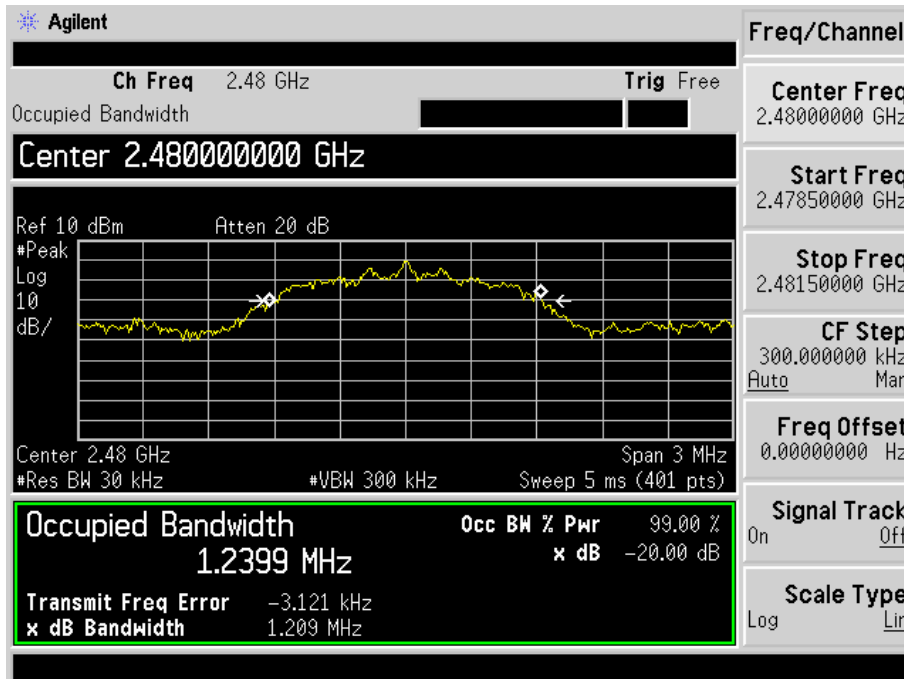 Agilent
Freq/Channel
Ch Freq 2.48 GHz Trig Free
Occupied Bandwidth
Center 2.480000000 GHz
Ref 10 dBm Atten 20 dB
#Peak
Log
10
dB/
Center 2.48 GHz Span 3 MHz
#Res BW 30 kHz #VBW 300 kHz Sweep 5 ms (401 pts)
Occupied Bandwidth Occ BW % Pwr 99.00 %
1.2399 MHz x dB -20.00 dB
Transmit Freq Error -3.121 kHz
x dB Bandwidth 1.209 MHz
Center Freq
2.48000000 GHz
Start Freq
2.47850000 GHz
Stop Freq
2.48150000 GHz
CF Step
300.000000 kHz
Auto Man
Freq Offset
0.00000000 Hz
Signal Track
On Off
Scale Type
Log Lin